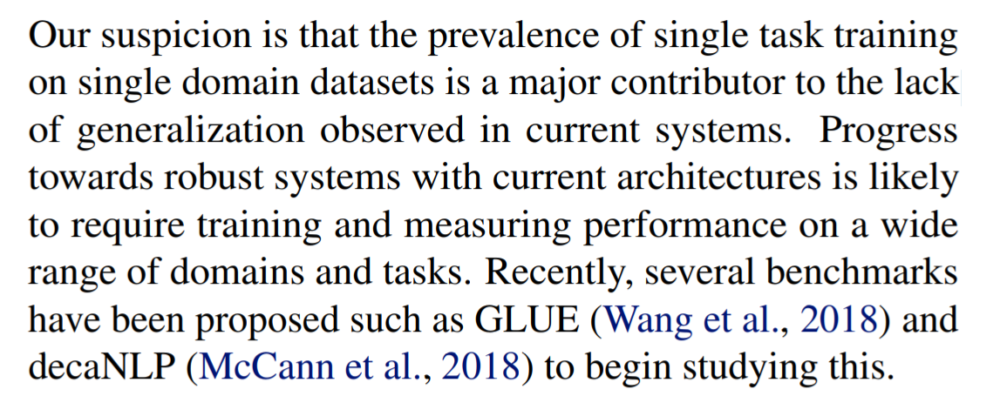 Our suspicion is that the prevalence of single task training
on single domain datasets is a major contributor to the lack
of generalization observed in current systems. Progress
towards robust systems with current architectures is likely
to require training and measuring performance on a wide
range of domains and tasks. Recently, several benchmarks
have been proposed such as GLUE (Wang et al., 2018) and
decaNLP (McCann et al., 2018) to begin studying this.